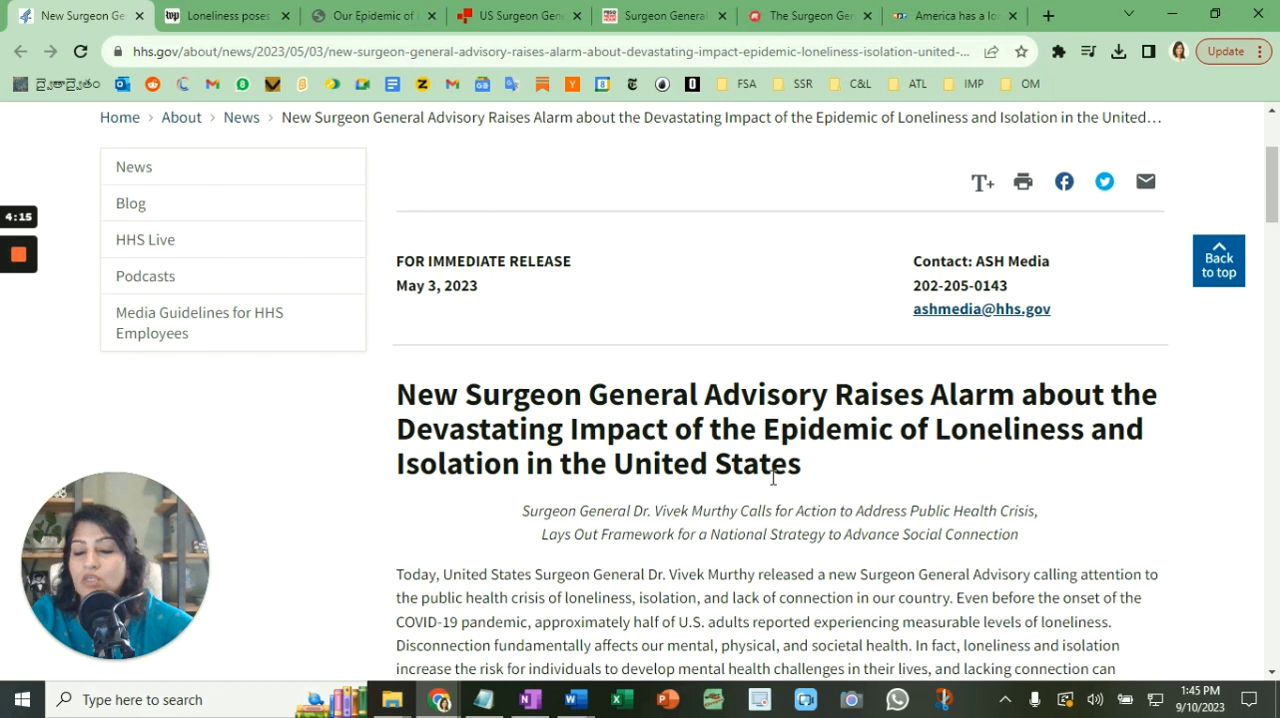 New Surgeon Ge
Loneliness poses
Our Epidemic of
US Surgeon Gen
Surgeon General
The Surgeon Gen
America has a lo
hhs.gov/about/news/2023/05/03/new-surgeon-general-advisory-raises-alarm-about-devastating-impact-epidemic-loneliness-isolation-united-...
Update
FSA
SSR
C&L
ATL
IMP
OM
Home > About > News > New Surgeon General Advisory Raises Alarm about the Devastating Impact of the Epidemic of Loneliness and Isolation in the United...
News
Blog
HHS Live
Podcasts
Media Guidelines for HHS
Employees
4:15
T+
FOR IMMEDIATE RELEASE
May 3, 2023
Contact: ASH Media
202-205-0143
ashmedia@hhs.gov
Back
to top
New Surgeon General Advisory Raises Alarm about the
Devastating Impact of the Epidemic of Loneliness and
Isolation in the United States
Surgeon General Dr. Vivek Murthy Calls for Action to Address Public Health Crisis,
Lays Out Framework for a National Strategy to Advance Social Connection
Today, United States Surgeon General Dr. Vivek Murthy released a new Surgeon General Advisory calling attention to
the public health crisis of loneliness, isolation, and lack of connection in our country. Even before the onset of the
COVID-19 pandemic, approximately half of U.S. adults reported experiencing measurable levels of loneliness.
Disconnection fundamentally affects our mental, physical, and societal health. In fact, loneliness and isolation
increase the risk for individuals to develop mental health challenges in their lives, and lacking connection can
Type here to search
1:45 PM
9/10/2023